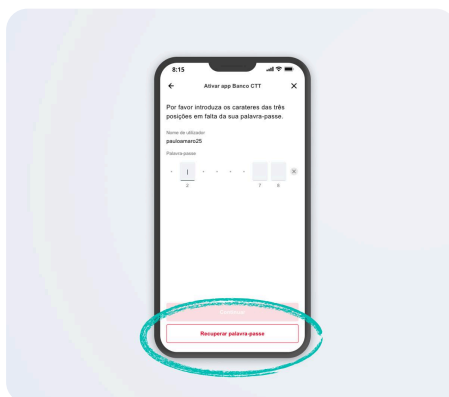 8:15
Ativar app Banco CTT
Por favor introduza os carateres das três
posições em falta da sua palavra-passe.
Nome de utilizador
pauloamaro25
Palavra-passe
2 7 8
Continuar
Recuperar palavra-passe